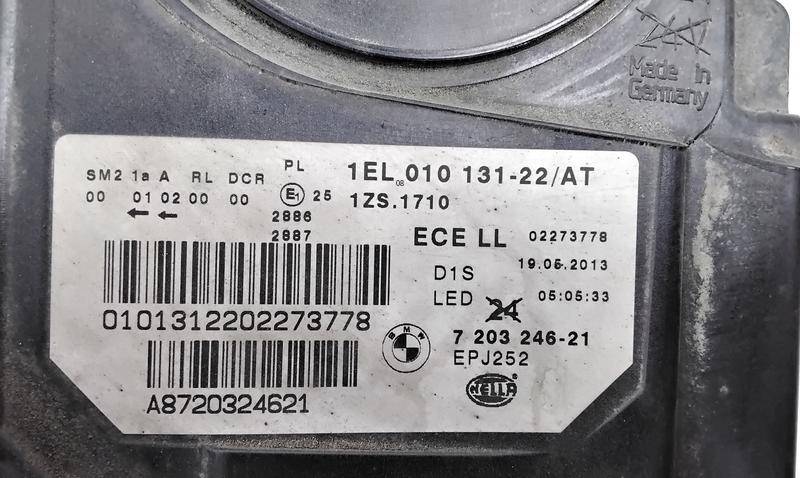 Made in
Germany
SM2 1a A RL DCR PL
00 01 02 00 00 E1 25
2886
2887
1EL 08 010 131-22/AT
1ZS.1710
ECE LL 02273778
D1S 19.06.2013
LED 24 05:05:33
0101312202273778
BMW
7 203 246-21
EPJ252
HELLA
A8720324621